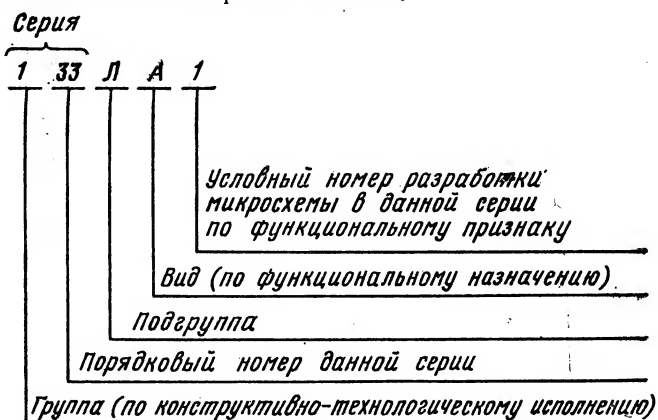 Серия
1 33 Л А 1
Условный номер разработки
микросхемы в данной серии
по функциональному признаку
Вид (по функциональному назначению)
Подгруппа
Порядковый номер данной серии
Группа (по конструктивно-технологическому исполнению)